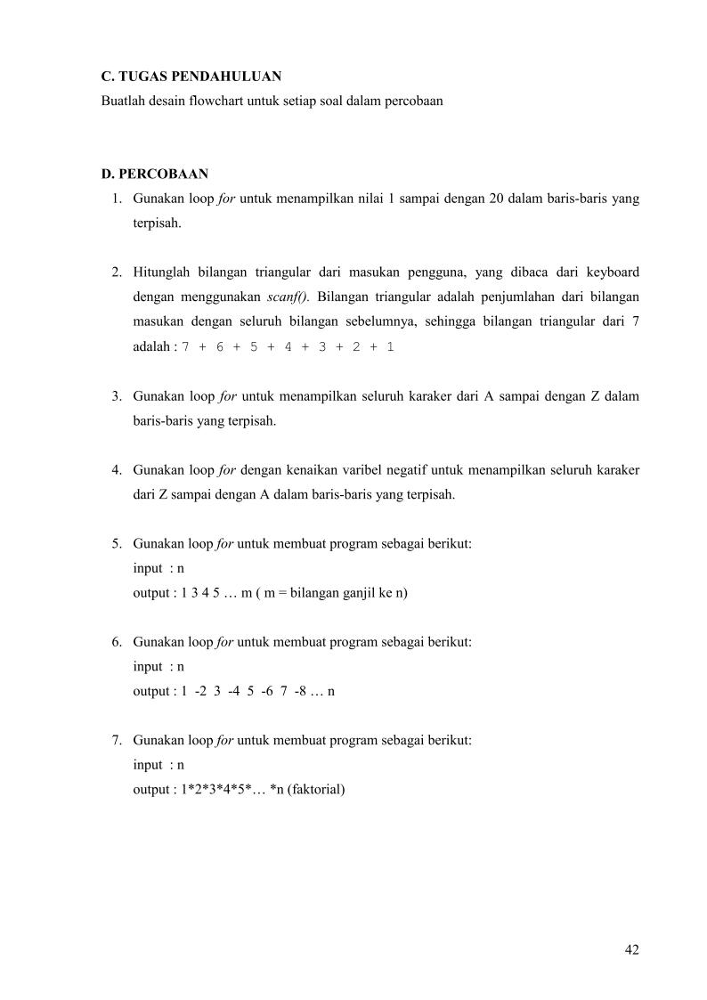 C. TUGAS PENDAHULUAN
Buatlah desain flowchart untuk setiap soal dalam percobaan
D. PERCOBAAN
1. Gunakan loop for untuk menampilkan nilai 1 sampai dengan 20 dalam baris-baris yang
terpisah.
2. Hitunglah bilangan triangular dari masukan pengguna, yang dibaca dari keyboard
dengan menggunakan scanf(). Bilangan triangular adalah penjumlahan dari bilangan
masukan dengan seluruh bilangan sebelumnya, sehingga bilangan triangular dari 7
adalah : 7 + 6 + 5 + 4 + 3 + 2 + 1
3. Gunakan loop for untuk menampilkan seluruh karaker dari A sampai dengan Z dalam
baris-baris yang terpisah.
4. Gunakan loop for dengan kenaikan varibel negatif untuk menampilkan seluruh karaker
dari Z sampai dengan A dalam baris-baris yang terpisah.
5. Gunakan loop for untuk membuat program sebagai berikut:
input : n
output : 1 3 4 5 … m ( m = bilangan ganjil ke n)
6. Gunakan loop for untuk membuat program sebagai berikut:
input : n
output : 1 -2 3 -4 5 -6 7 -8 … n
7. Gunakan loop for untuk membuat program sebagai berikut:
input : n
output : 1*2*3*4*5*… *n (faktorial)
42